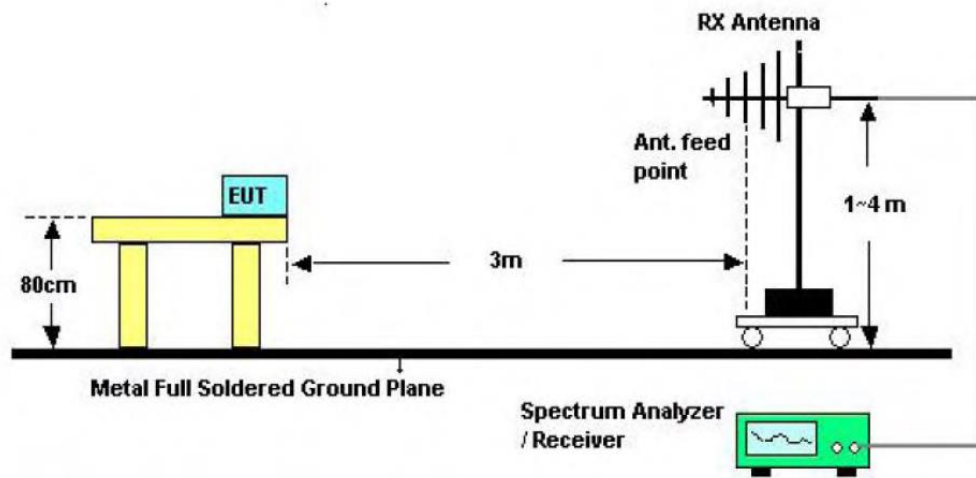 RX Antenna
Ant. feed
point
EUT
1~4 m
3m
80cm
Metal Full Soldered Ground Plane
Spectrum Analyzer
/ Receiver